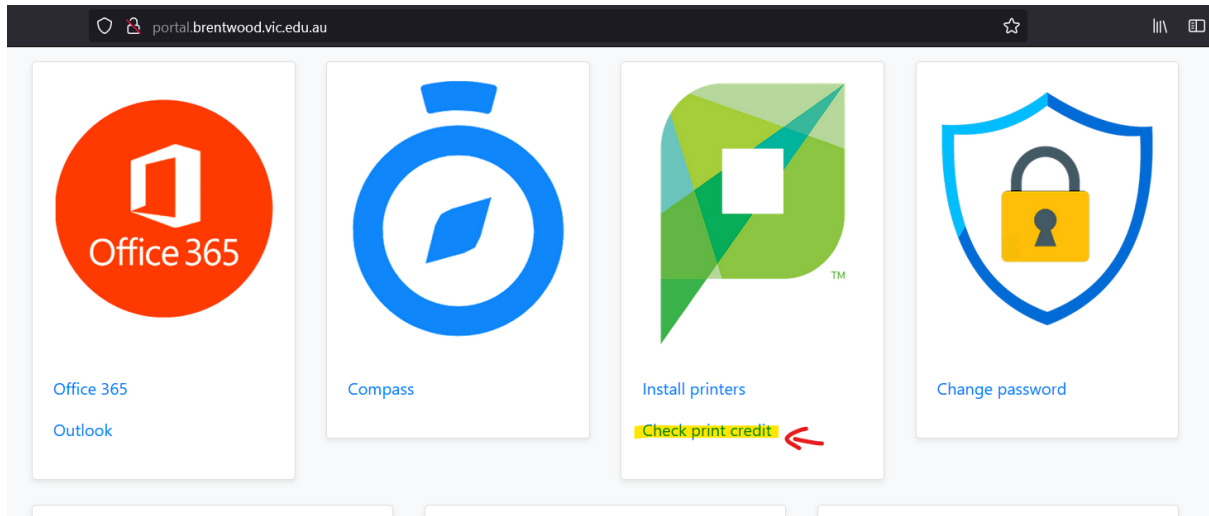 portal.brentwood.vic.edu.au
Office 365
TM
Office 365
Compass
Install printers
Change password
Outlook
Check print credit